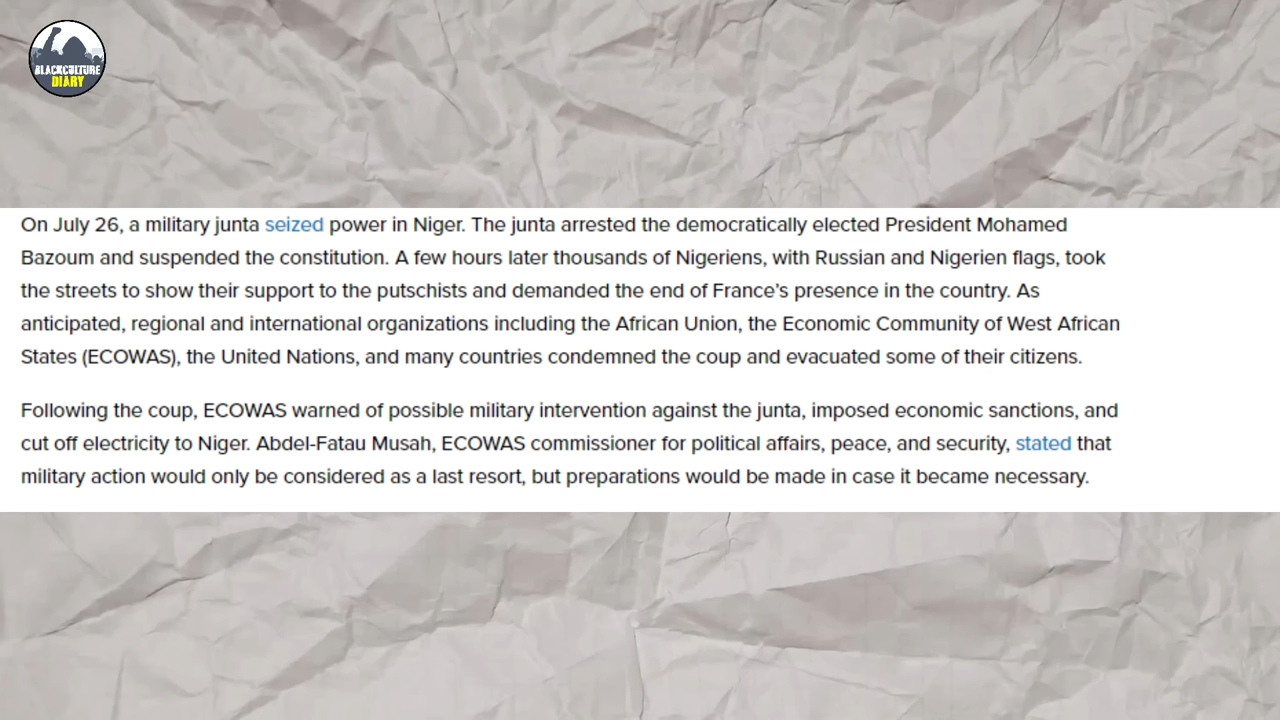 BLACKCULTURE
DIARY
On July 26, a military junta seized power in Niger. The junta arrested the democratically elected President Mohamed
Bazoum and suspended the constitution. A few hours later thousands of Nigeriens, with Russian and Nigerien flags, took
the streets to show their support to the putschists and demanded the end of France's presence in the country. As
anticipated, regional and international organizations including the African Union, the Economic Community of West African
States (ECOWAS), the United Nations, and many countries condemned the coup and evacuated some of their citizens.
Following the coup, ECOWAS warned of possible military intervention against the junta, imposed economic sanctions, and
cut off electricity to Niger. Abdel-Fatau Musah, ECOWAS commissioner for political affairs, peace, and security, stated that
military action would only be considered as a last resort, but preparations would be made in case it became necessary.